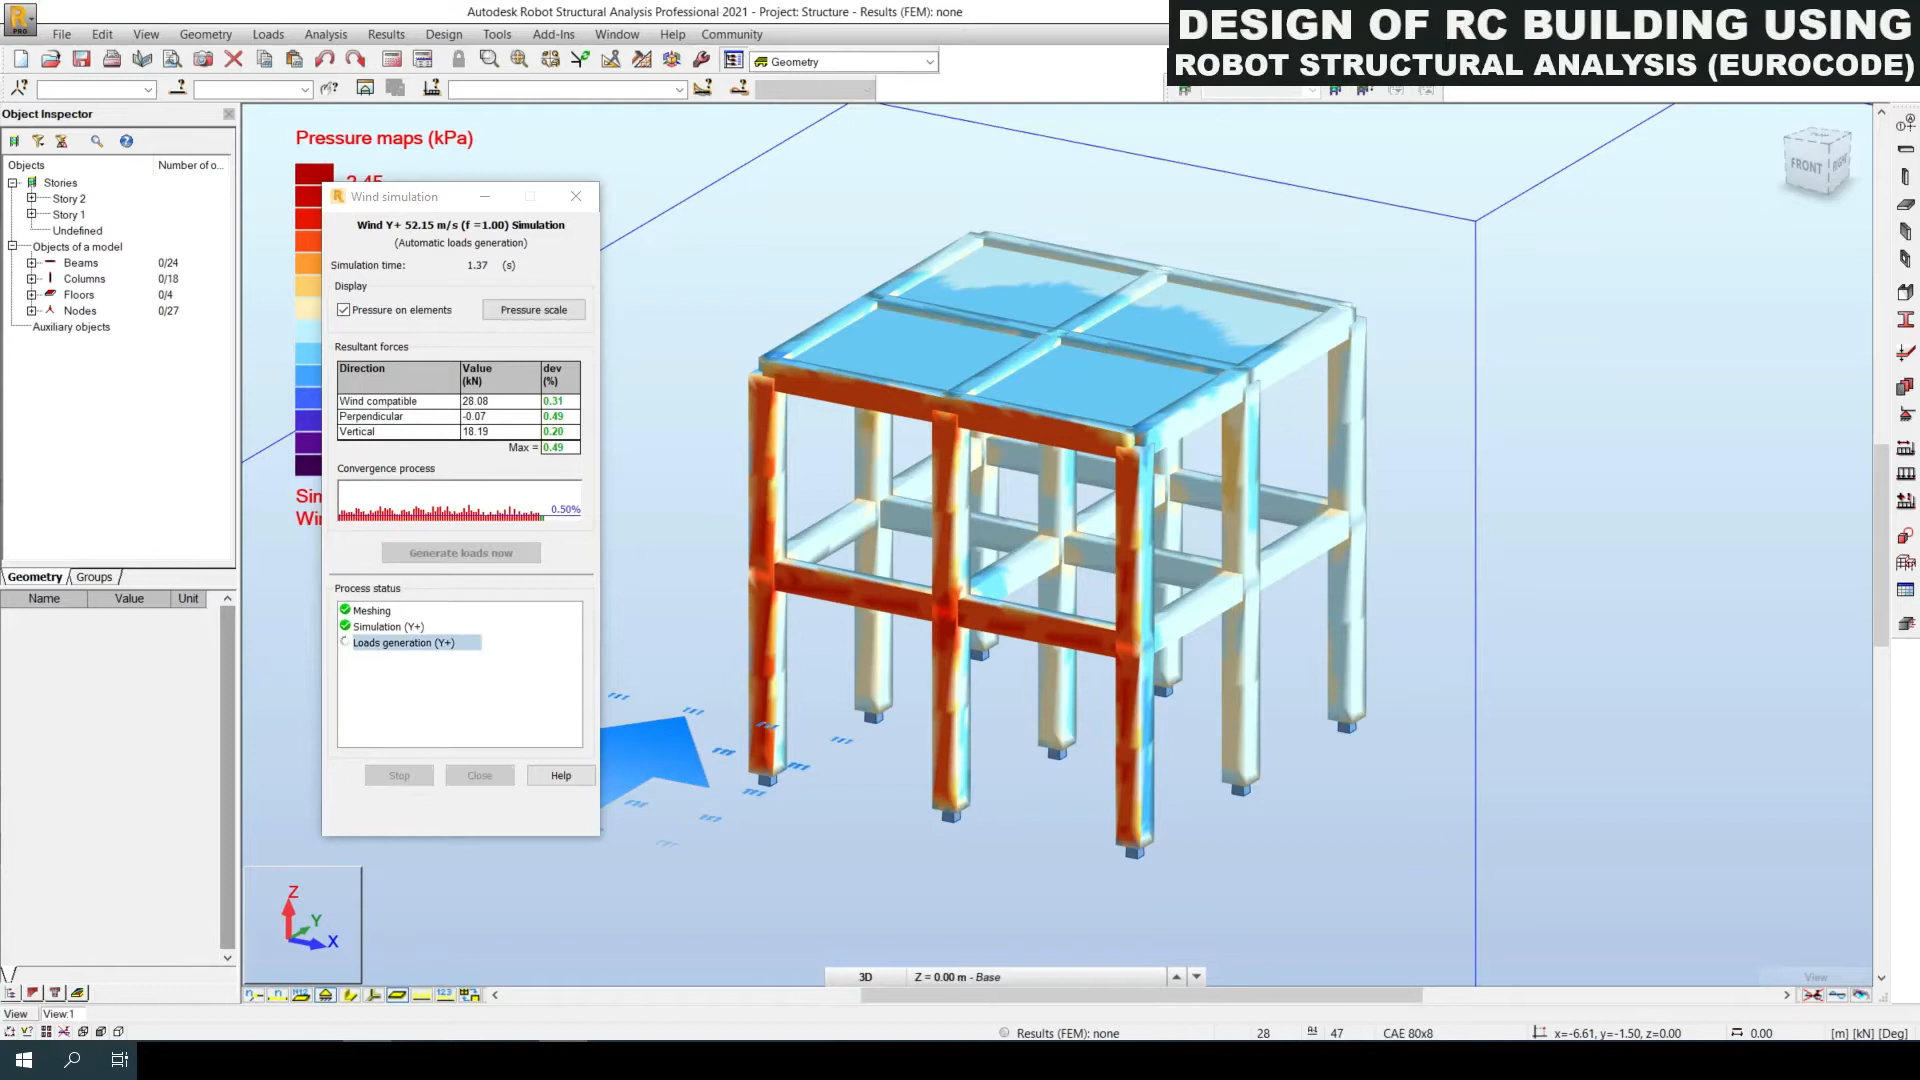 Autodesk Robot Structural Analysis Professional 2021 - Project: Structure - Results (FEM): none
DESIGN OF RC BUILDING USING
ROBOT STRUCTURAL ANALYSIS (EUROCODE)
PRO
File Edit View Geometry Loads Analysis Results Design Tools Add-Ins Window Help Community
Geometry
Object Inspector
Objects Number of o...
Stories
Story 2
Story 1
Undefined
Objects of a model
Beams 0/24
Columns 0/18
Floors 0/4
Nodes 0/27
Auxiliary objects
Geometry Groups
Name Value Unit
Pressure maps (kPa)
Wind simulation
Wind Y+ 52.15 m/s (f =1.00) Simulation
(Automatic loads generation)
Simulation time: 1.37 (s)
Display
Pressure on elements Pressure scale
Resultant forces
Direction Value (kN) dev (%)
Wind compatible 28.08 0.31
Perpendicular -0.07 0.49
Vertical 18.19 0.20
Max = 0.49
Convergence process
0.50%
Generate loads now
Process status
Meshing
Simulation (Y+)
Loads generation (Y+)
Stop Close Help
FRONT RIGHT
Z
Y
X
3D Z = 0.00 m - Base
View
View View:1
Results (FEM): none 28 47 CAE 80x8 x=-6.61, y=-1.50, z=0.00 0.00 [m] [kN] [Deg]